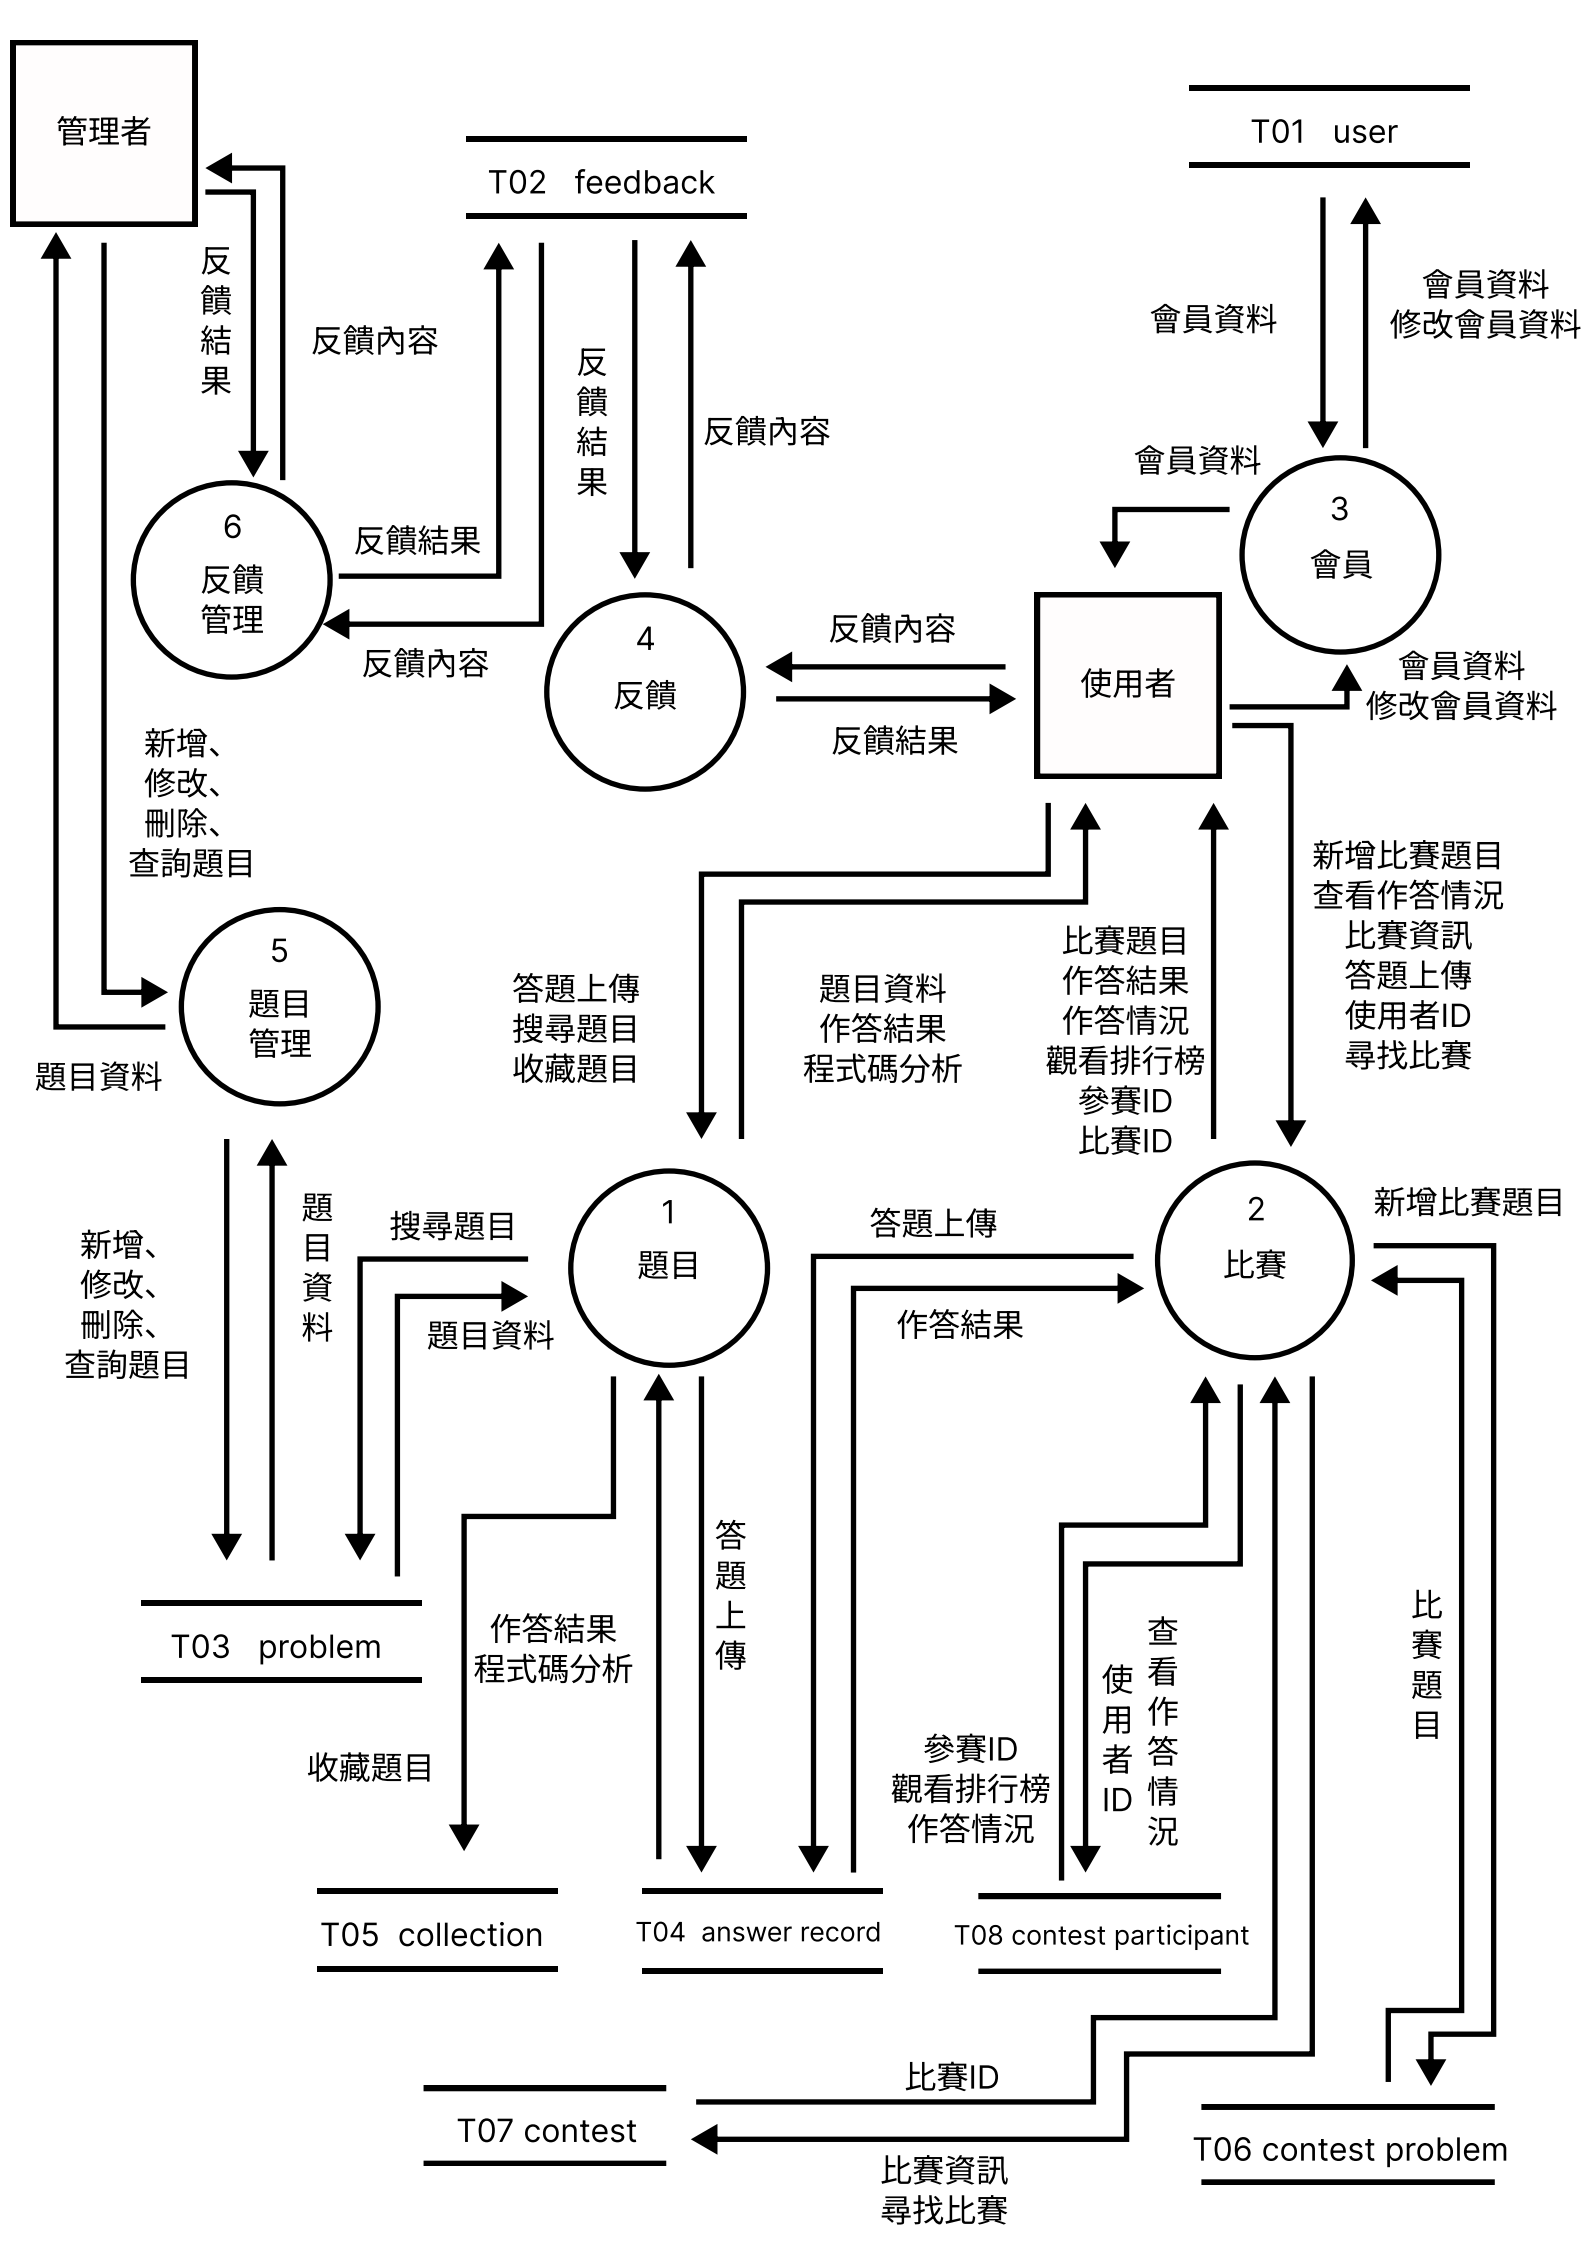 管理者
T01 user
T02 feedback
反饋結果
反饋內容
反饋結果
反饋內容
會員資料
會員資料
修改會員資料
會員資料
3
會員
6
反饋
管理
反饋結果
反饋內容
4
反饋
反饋內容
反饋結果
使用者
會員資料
修改會員資料
新增、
修改、
刪除、
查詢題目
5
題目
管理
題目資料
答題上傳
搜尋題目
收藏題目
題目資料
作答結果
程式碼分析
比賽題目
作答結果
作答情況
觀看排行榜
參賽ID
比賽ID
新增比賽題目
查看作答情況
比賽資訊
答題上傳
使用者ID
尋找比賽
新增、
修改、
刪除、
查詢題目
題目資料
搜尋題目
題目資料
1
題目
答題上傳
作答結果
2
比賽
新增比賽題目
T03 problem
作答結果
程式碼分析
答題上傳
收藏題目
參賽ID
觀看排行榜
作答情況
使用者ID
查看作答情況
比賽題目
T05 collection
T04 answer record
T08 contest participant
比賽ID
T07 contest
比賽資訊
尋找比賽
T06 contest problem